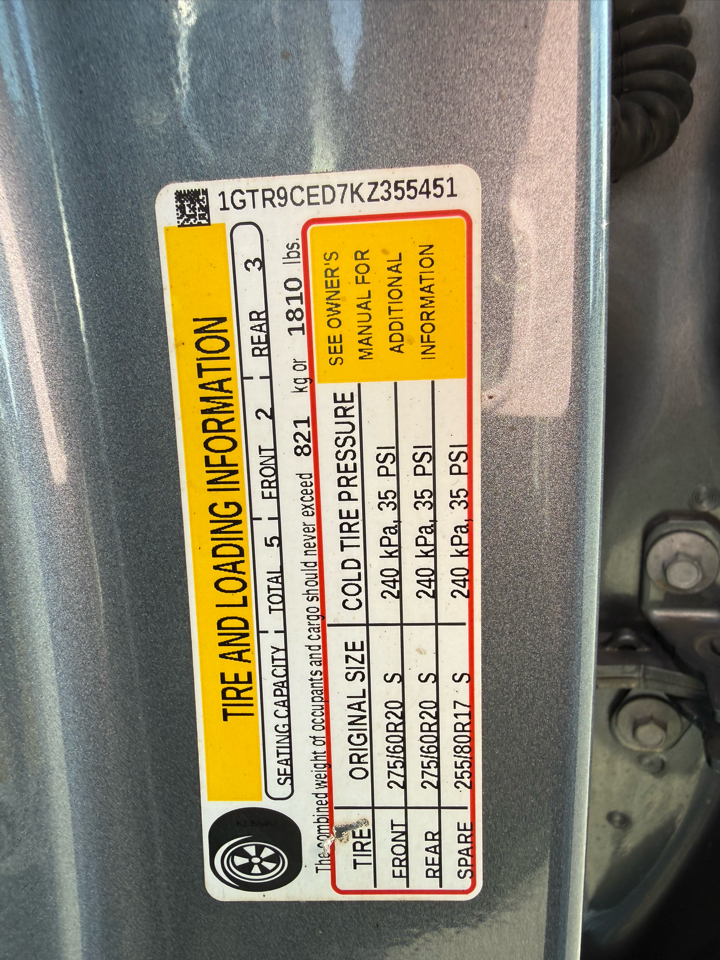 1GTR9CED7KZ355451
TIRE AND LOADING INFORMATION
SEATING CAPACITY TOTAL 5 FRONT 2 REAR 3
The combined weight of occupants and cargo should never exceed 821 kg or 1810 lbs.
TIRE ORIGINAL SIZE COLD TIRE PRESSURE
FRONT 275/60R20 S 240 kPa, 35 PSI
REAR 275/60R20 S 240 kPa, 35 PSI
SPARE 255/80R17 S 240 kPa, 35 PSI
SEE OWNER'S
MANUAL FOR
ADDITIONAL
INFORMATION